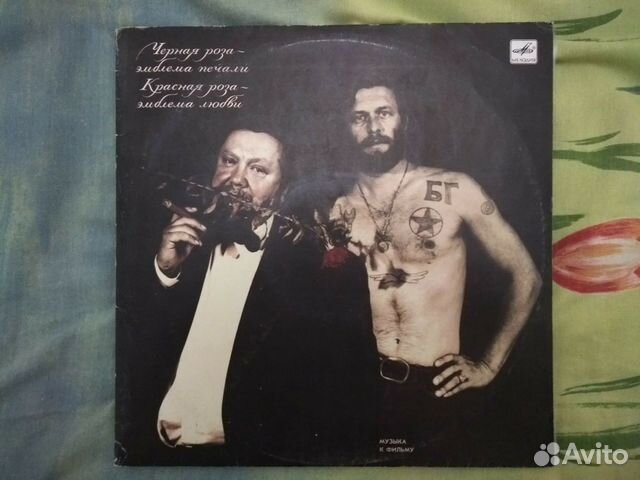 Черная роза –
эмблема печали
Красная роза –
эмблема любви
МЕЛОДИЯ
БГ
МУЗЫКА
К ФИЛЬМУ
Avito